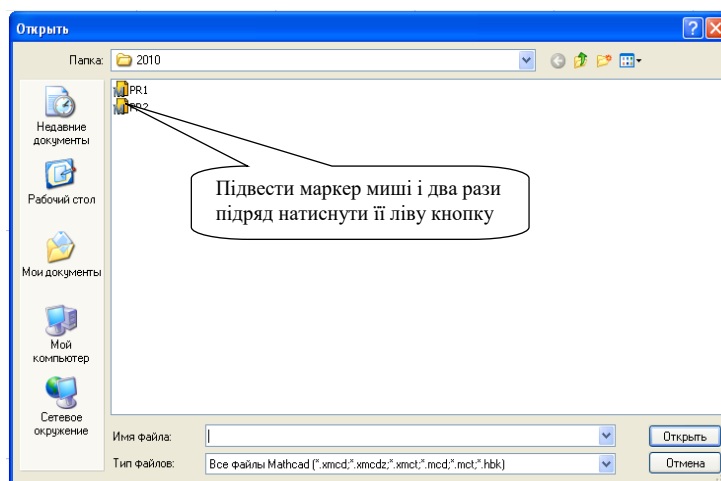 Открыть
Папка: 2010
PR1
PR2
Недавние
документы
Рабочий стол
Мои документы
Мой
компьютер
Сетевое
окружение
Підвести маркер миші і два рази
підряд натиснути її ліву кнопку
Имя файла:
Открыть
Тип файлов: Все файлы Mathcad (*.xmcd;*.xmcdz;*.xmct;*.mcd;*.mct;*.hbk)
Отмена